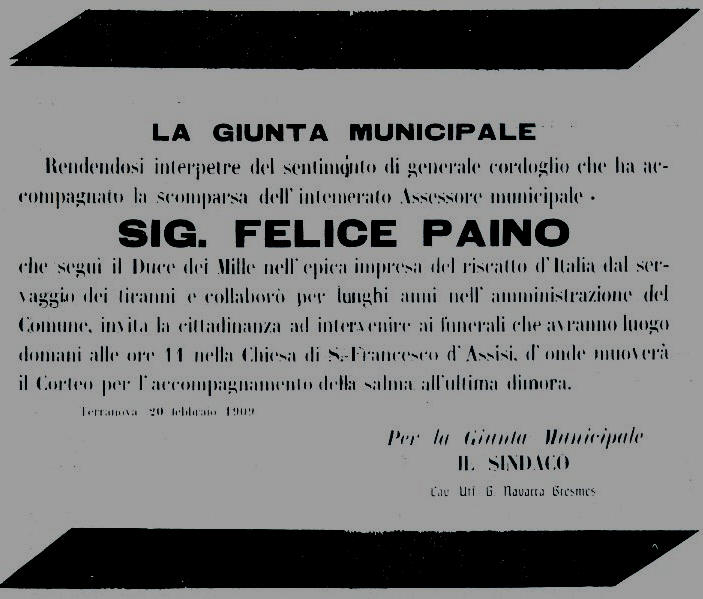 LA GIUNTA MUNICIPALE
Rendendosi interpetre del sentimento di generale cordoglio che ha ac-
compagnato la scomparsa dell' intemerato Assessore municipale .
SIG. FELICE PAINO
che seguì il Duce dei Mille nell' epica impresa del riscatto d' Italia dal ser-
vaggio dei tiranni e collaborò per lunghi anni nell' amministrazione del
Comune, invita la cittadinanza ad intervenire ai funerali che avranno luogo
domani alle ore 11 nella Chiesa di S. Francesco d' Assisi, d' onde muoverà
il Corteo per l' accompagnamento della salma all' ultima dimora.
Terranova 20 febbraio 1909
Per la Giunta Municipale
IL SINDACO
Cav. Uff. G. Navarra Bresmes